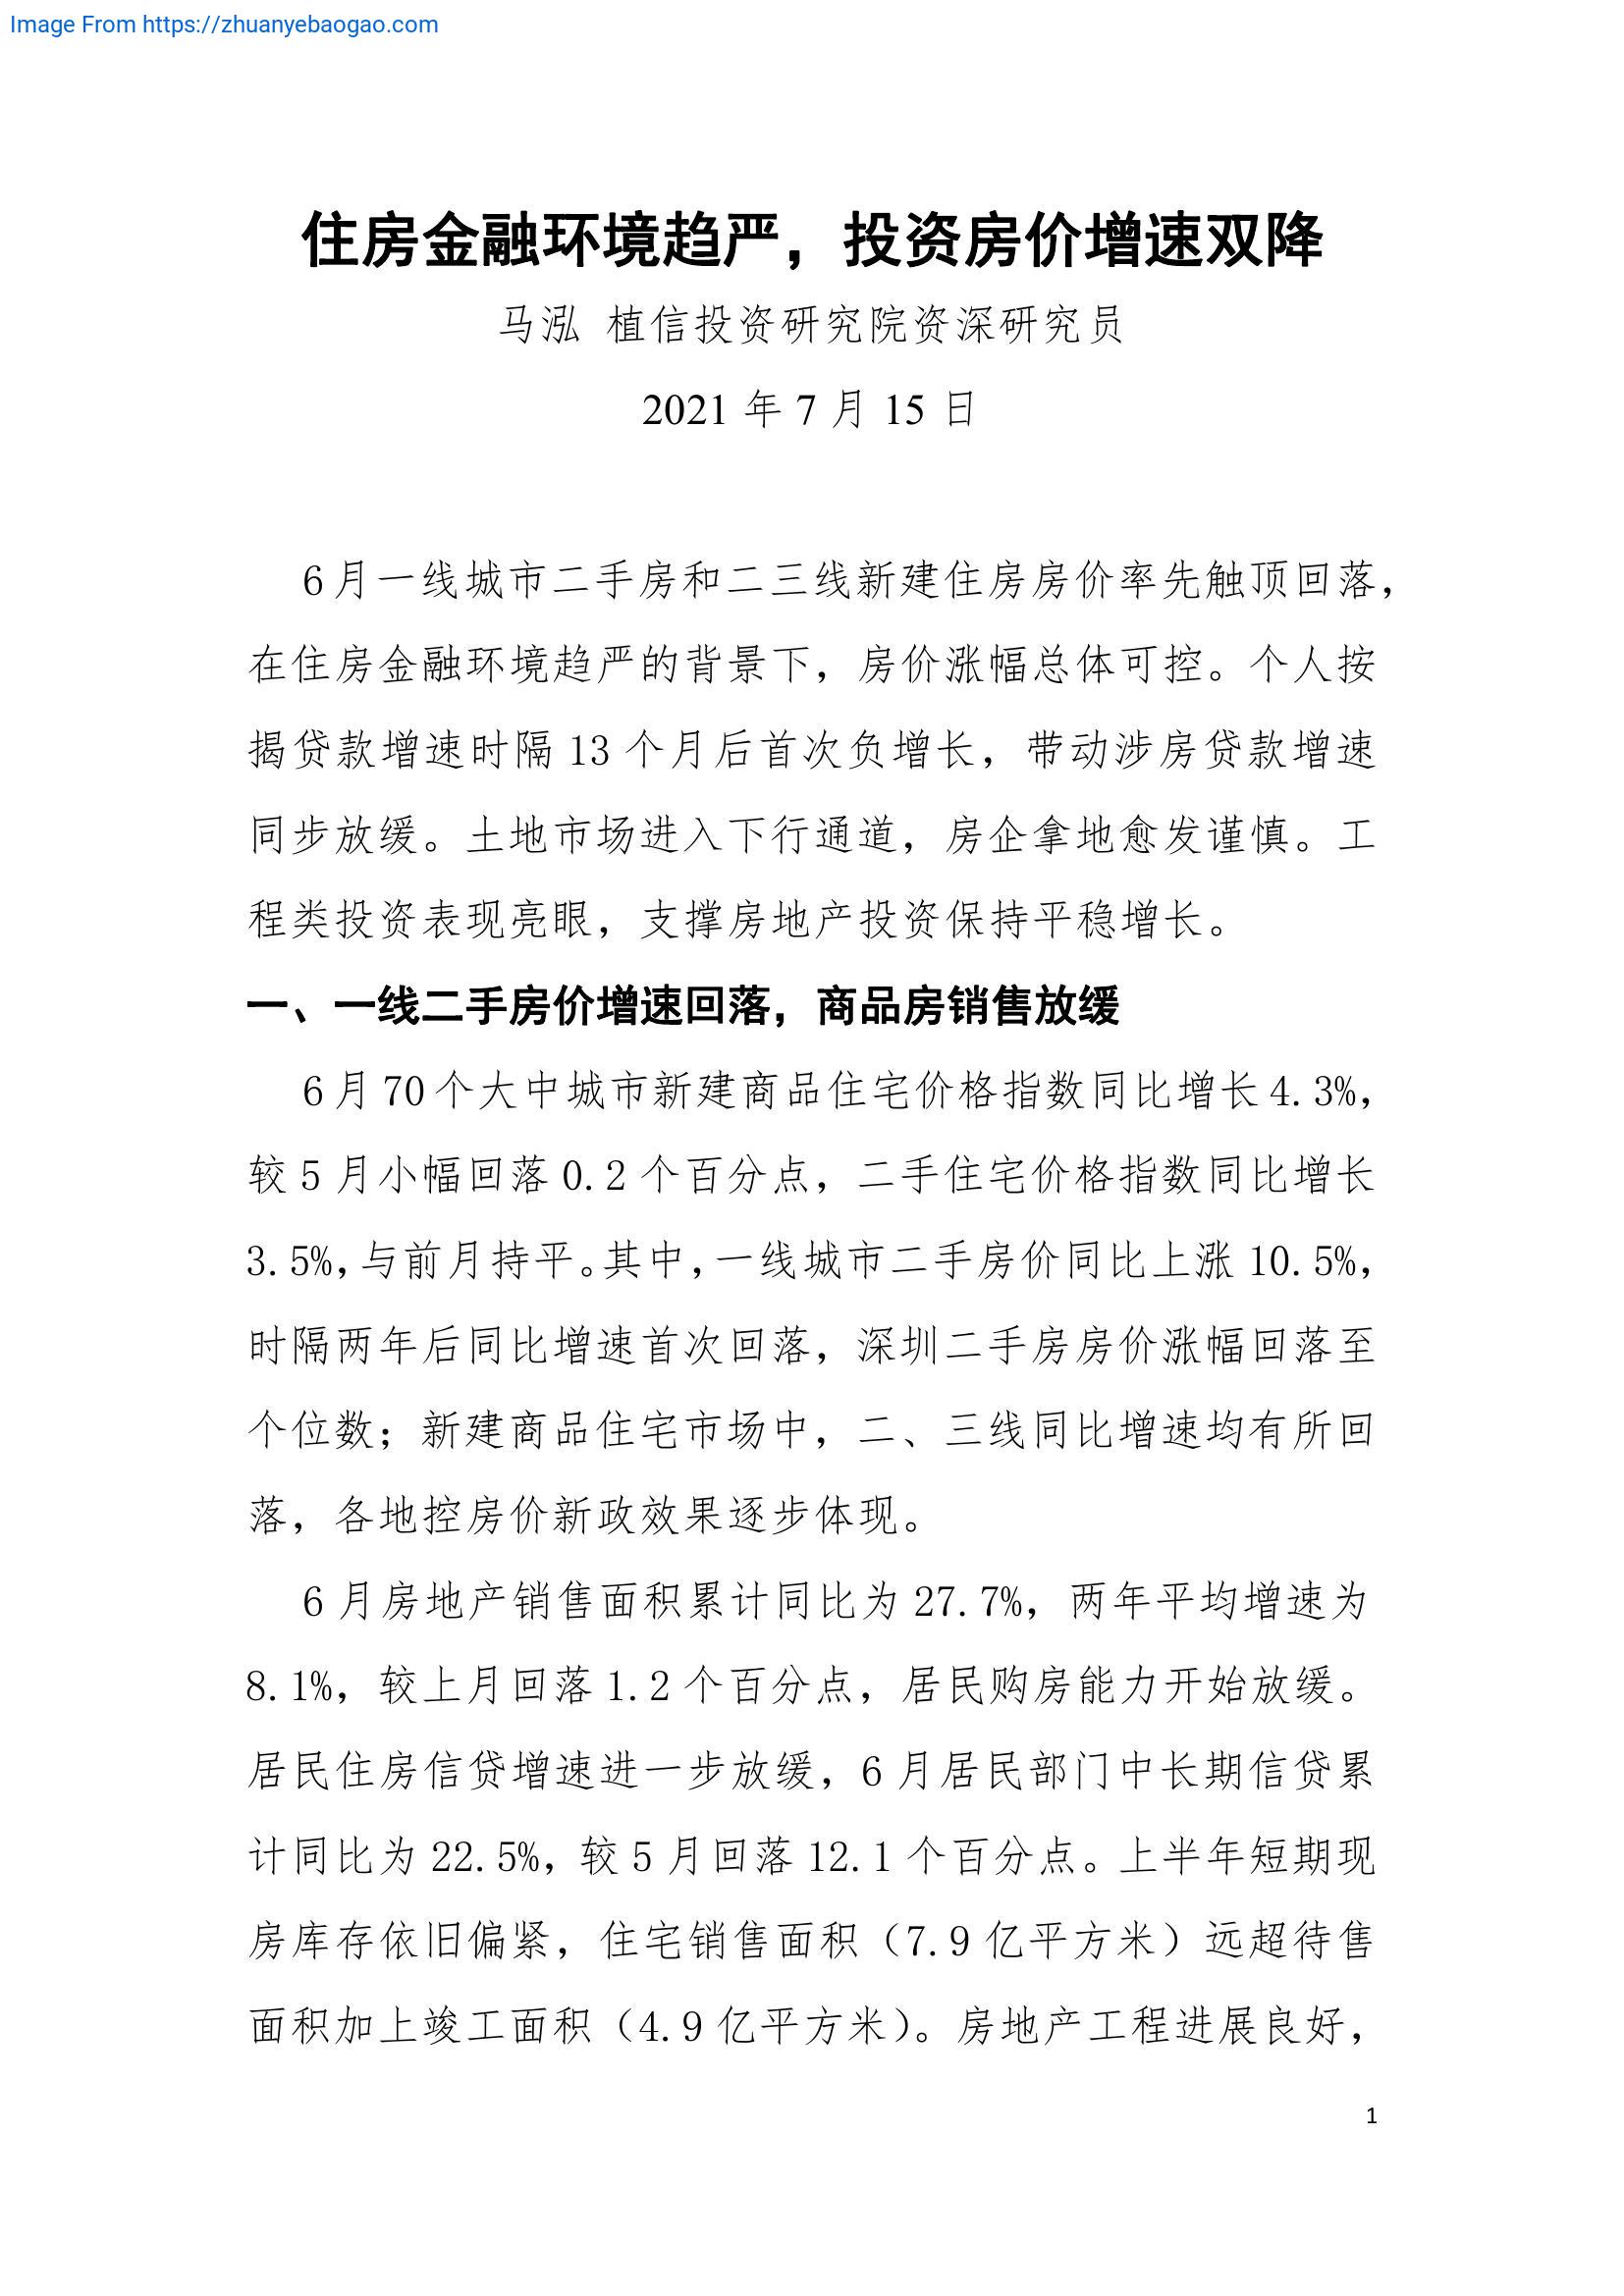 Image From https://zhuanyebaogao.com
住房金融环境趋严，投资房价增速双降
马泓 植信投资研究院资深研究员
2021 年 7 月 15 日
6 月一线城市二手房和二三线新建住房房价率先触顶回落，
在住房金融环境趋严的背景下，房价涨幅总体可控。个人按
揭贷款增速时隔 13 个月后首次负增长，带动涉房贷款增速
同步放缓。土地市场进入下行通道，房企拿地愈发谨慎。工
程类投资表现亮眼，支撑房地产投资保持平稳增长。
一、一线二手房价增速回落，商品房销售放缓
6 月 70 个大中城市新建商品住宅价格指数同比增长 4.3%，
较 5 月小幅回落 0.2 个百分点，二手住宅价格指数同比增长
3.5%，与前月持平。其中，一线城市二手房价同比上涨 10.5%，
时隔两年后同比增速首次回落，深圳二手房房价涨幅回落至
个位数；新建商品住宅市场中，二、三线同比增速均有所回
落，各地控房价新政效果逐步体现。
6 月房地产销售面积累计同比为 27.7%，两年平均增速为
8.1%，较上月回落 1.2 个百分点，居民购房能力开始放缓。
居民住房信贷增速进一步放缓，6 月居民部门中长期信贷累
计同比为 22.5%，较 5 月回落 12.1 个百分点。上半年短期现
房库存依旧偏紧，住宅销售面积（7.9 亿平方米）远超待售
面积加上竣工面积（4.9 亿平方米）。房地产工程进展良好，
1